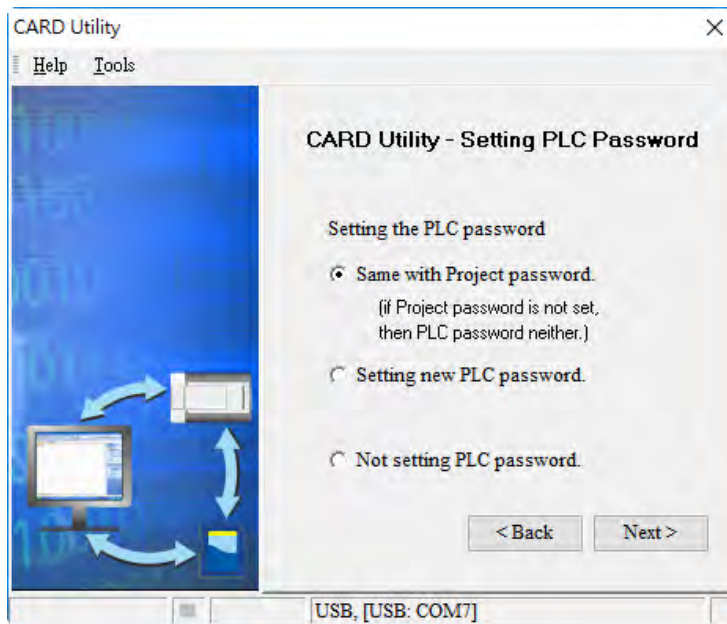 CARD Utility
Help Tools
CARD Utility - Setting PLC Password
Setting the PLC password
Same with Project password.
(if Project password is not set,
then PLC password neither.)
Setting new PLC password.
Not setting PLC password.
< Back Next >
USB, [USB: COM7]